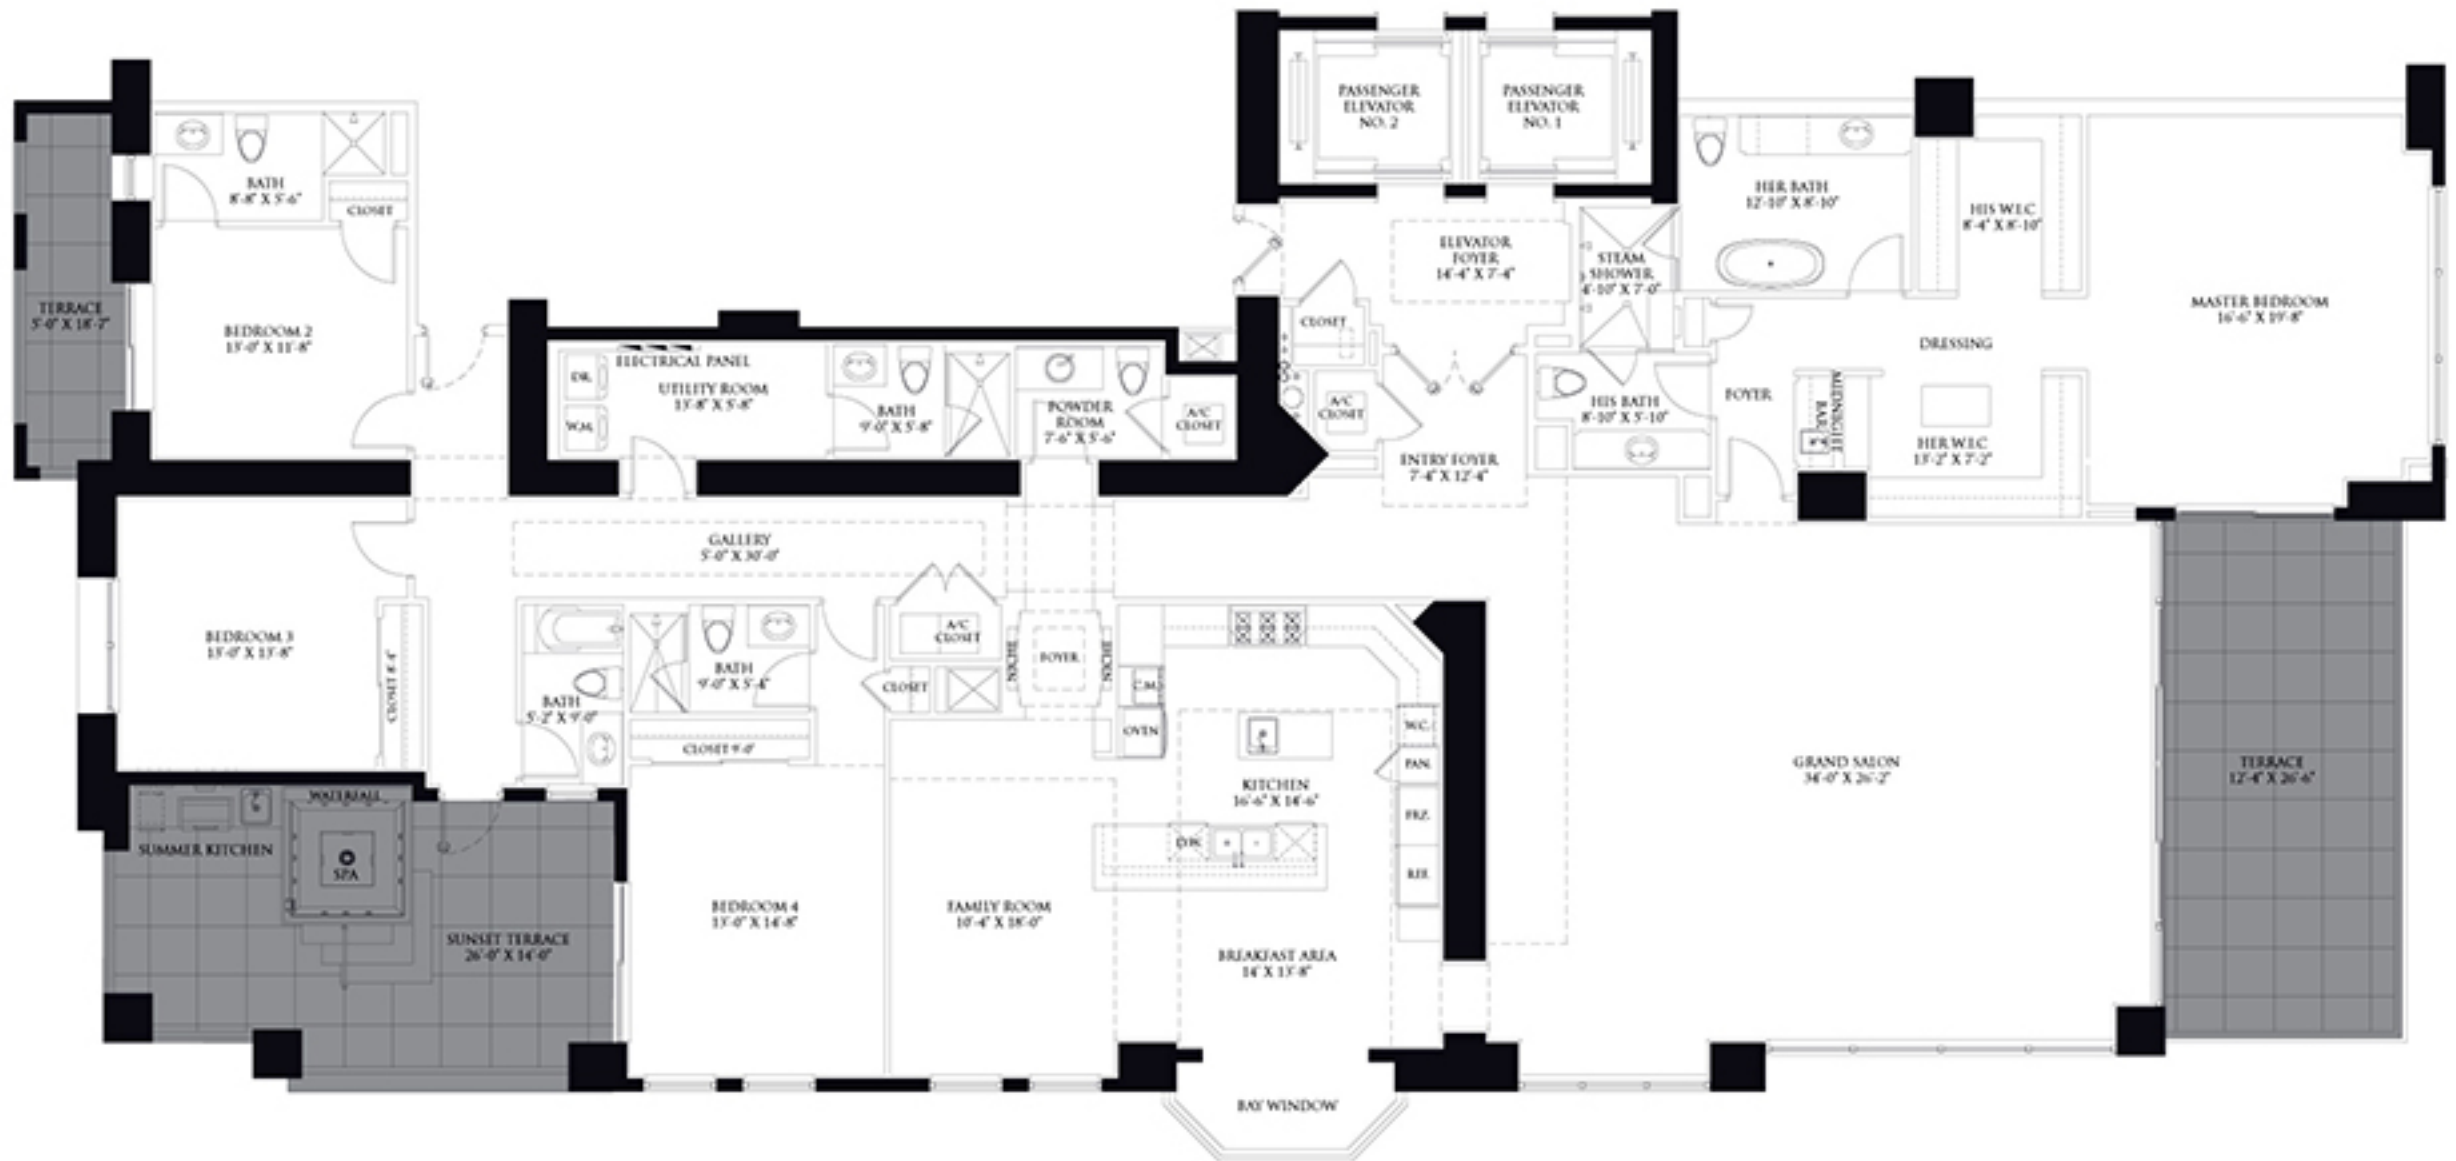 PASSENGER
ELEVATOR
NO. 2
PASSENGER
ELEVATOR
NO. 1
BATH
8'-8" X 5'-6"
CLOSET
HER BATH
12'-10" X 8'-10"
HIS W.I.C
8'-4" X 8'-10"
ELEVATOR
FOYER
14'-4" X 7'-4"
STEAM
SHOWER
4'-10" X 7'-0"
TERRACE
5'-0" X 18'-7"
BEDROOM 2
13'-0" X 11'-8"
MASTER BEDROOM
16'-6" X 19'-8"
CLOSET
DRESSING
ELECTRICAL PANEL
DR.
UTILITY ROOM
13'-8" X 5'-8"
W.M.
BATH
9'-0" X 5'-8"
POWDER
ROOM
7'-6" X 5'-6"
A/C
CLOSET
A/C
CLOSET
HIS BATH
8'-10" X 5'-10"
FOYER
MIDNIGHT
BAR
HER W.I.C
13'-2" X 7'-2"
ENTRY FOYER
7'-4" X 12'-4"
GALLERY
5'-0" X 30'-0"
BEDROOM 3
13'-0" X 13'-8"
CLOSET 8'-4"
BATH
5'-2" X 9'-0"
BATH
9'-0" X 5'-4"
CLOSET 9'-0"
A/C
CLOSET
CLOSET
NICHE
FOYER
NICHE
C.M.
OVEN
W.C.
PAN.
FRZ.
REF.
KITCHEN
16'-6" X 14'-6"
D.W.
GRAND SALON
34'-0" X 26'-2"
TERRACE
12'-4" X 26'-6"
WATERFALL
SUMMER KITCHEN
SPA
SUNSET TERRACE
26'-0" X 14'-0"
BEDROOM 4
13'-0" X 14'-8"
FAMILY ROOM
10'-4" X 18'-0"
BREAKFAST AREA
14' X 13'-8"
BAY WINDOW